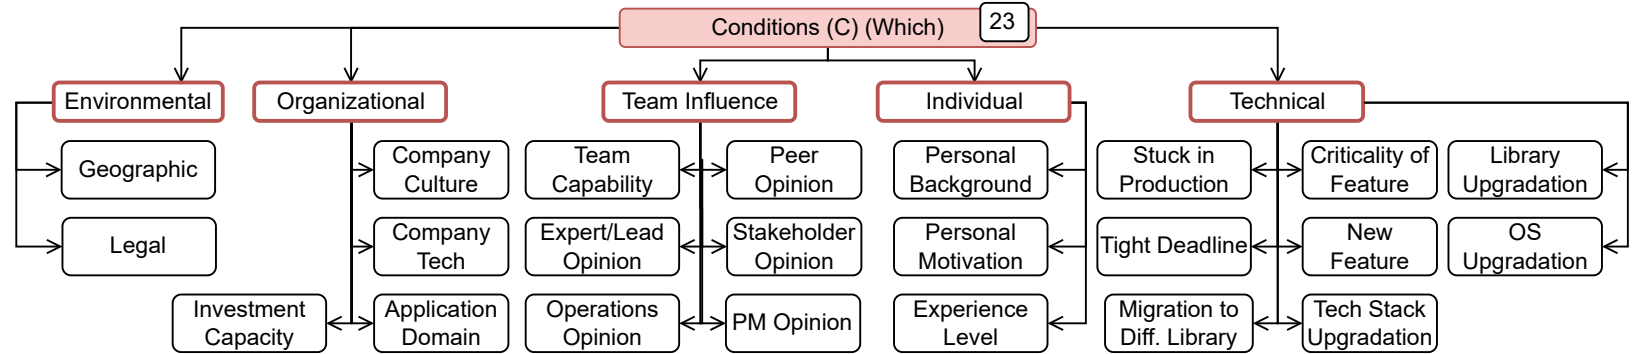 Conditions (C) (Which)
23
Environmental
Organizational
Team Influence
Individual
Technical
Geographic
Company
Culture
Team
Capability
Peer
Opinion
Personal
Background
Stuck in
Production
Criticality of
Feature
Library
Upgradation
Legal
Company
Tech
Expert/Lead
Opinion
Stakeholder
Opinion
Personal
Motivation
Tight Deadline
New
Feature
OS
Upgradation
Investment
Capacity
Application
Domain
Operations
Opinion
PM Opinion
Experience
Level
Migration to
Diff. Library
Tech Stack
Upgradation